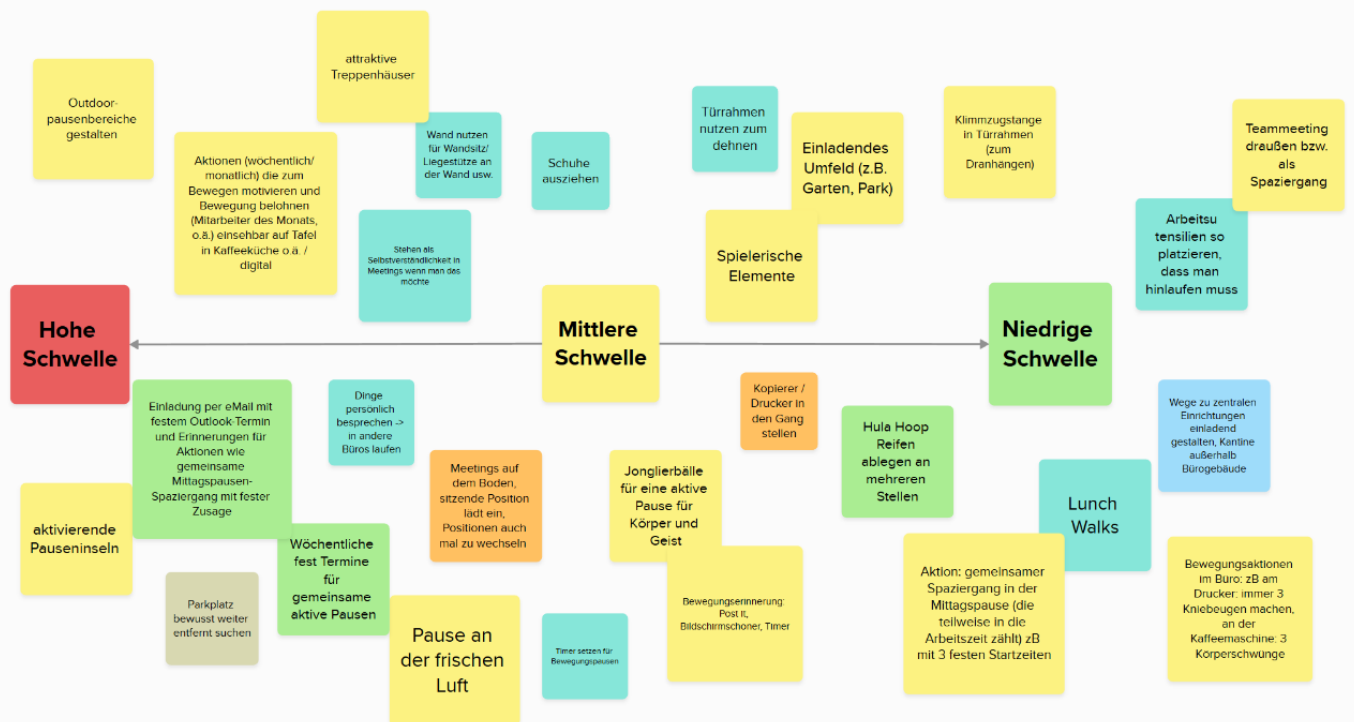 Outdoor-
pausenbereiche
gestalten
attraktive
Treppenhäuser
Aktionen (wöchentlich/
monatlich) die zum
Bewegen motivieren und
Bewegung belohnen
(Mitarbeiter des Monats,
o.ä.) einsehbar auf Tafel
in Kaffeeküche o.ä. /
digital
Wand nutzen
für Wandsitz/
Liegestütze an
der Wand usw.
Schuhe
ausziehen
Stehen als
Selbstverständlichkeit in
Meetings wenn man das
möchte
Türrahmen
nutzen zum
dehnen
Einladendes
Umfeld (z.B.
Garten, Park)
Spielerische
Elemente
Klimmzugstange
in Türrahmen
(zum
Dranhängen)
Teammeeting
draußen bzw.
als
Spaziergang
Arbeitsu
tensilien so
platzieren,
dass man
hinlaufen muss
Hohe
Schwelle
Mittlere
Schwelle
Niedrige
Schwelle
Einladung per eMail mit
festem Outlook-Termin
und Erinnerungen für
Aktionen wie
gemeinsame
Mittagspausen-
Spaziergang mit fester
Zusage
Dinge
persönlich
besprechen ->
in andere
Büros laufen
Meetings auf
dem Boden,
sitzende Position
lädt ein,
Positionen auch
mal zu wechseln
aktivierende
Pauseninseln
Wöchentliche
fest Termine
für
gemeinsame
aktive Pausen
Parkplatz
bewusst weiter
entfernt suchen
Pause an
der frischen
Luft
Timer setzen für
Bewegungspausen
Jonglierbälle
für eine aktive
Pause für
Körper und
Geist
Bewegungserinnerung:
Post It,
Bildschirmschoner, Timer
Kopierer /
Drucker in
den Gang
stellen
Hula Hoop
Reifen
ablegen an
mehreren
Stellen
Lunch
Walks
Wege zu zentralen
Einrichtungen
einladend
gestalten, Kantine
außerhalb
Bürogebäude
Aktion: gemeinsamer
Spaziergang in der
Mittagspause (die
teilweise in die
Arbeitszeit zählt) zB
mit 3 festen Startzeiten
Bewegungsaktionen
im Büro: zB am
Drucker: immer 3
Kniebeugen machen,
an der
Kaffeemaschine: 3
Körperschwünge